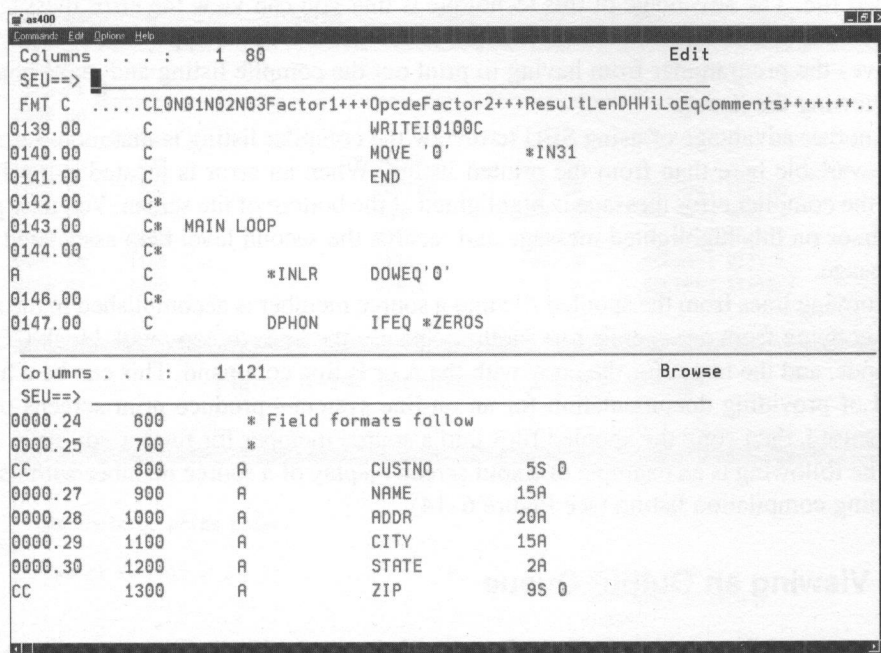 as400
Commands Edit Options Help
Columns . . . : 1 80 Edit
SEU==>
FMT C .....CL0N01N02N03Factor1+++OpcdeFactor2+++ResultLenDHHiLoEqComments+++++++..
0139.00 C WRITEID100C
0140.00 C MOVE '0' *IN31
0141.00 C END
0142.00 C*
0143.00 C* MAIN LOOP
0144.00 C*
A C *INLR DOWEQ'0'
0146.00 C*
0147.00 C DPHON IFEQ *ZEROS
Columns . . . : 1 121 Browse
SEU==>
0000.24 600 * Field formats follow
0000.25 700 *
CC 800 A CUSTNO 5S 0
0000.27 900 A NAME 15A
0000.28 1000 A ADDR 20A
0000.29 1100 A CITY 15A
0000.30 1200 A STATE 2A
CC 1300 A ZIP 9S 0